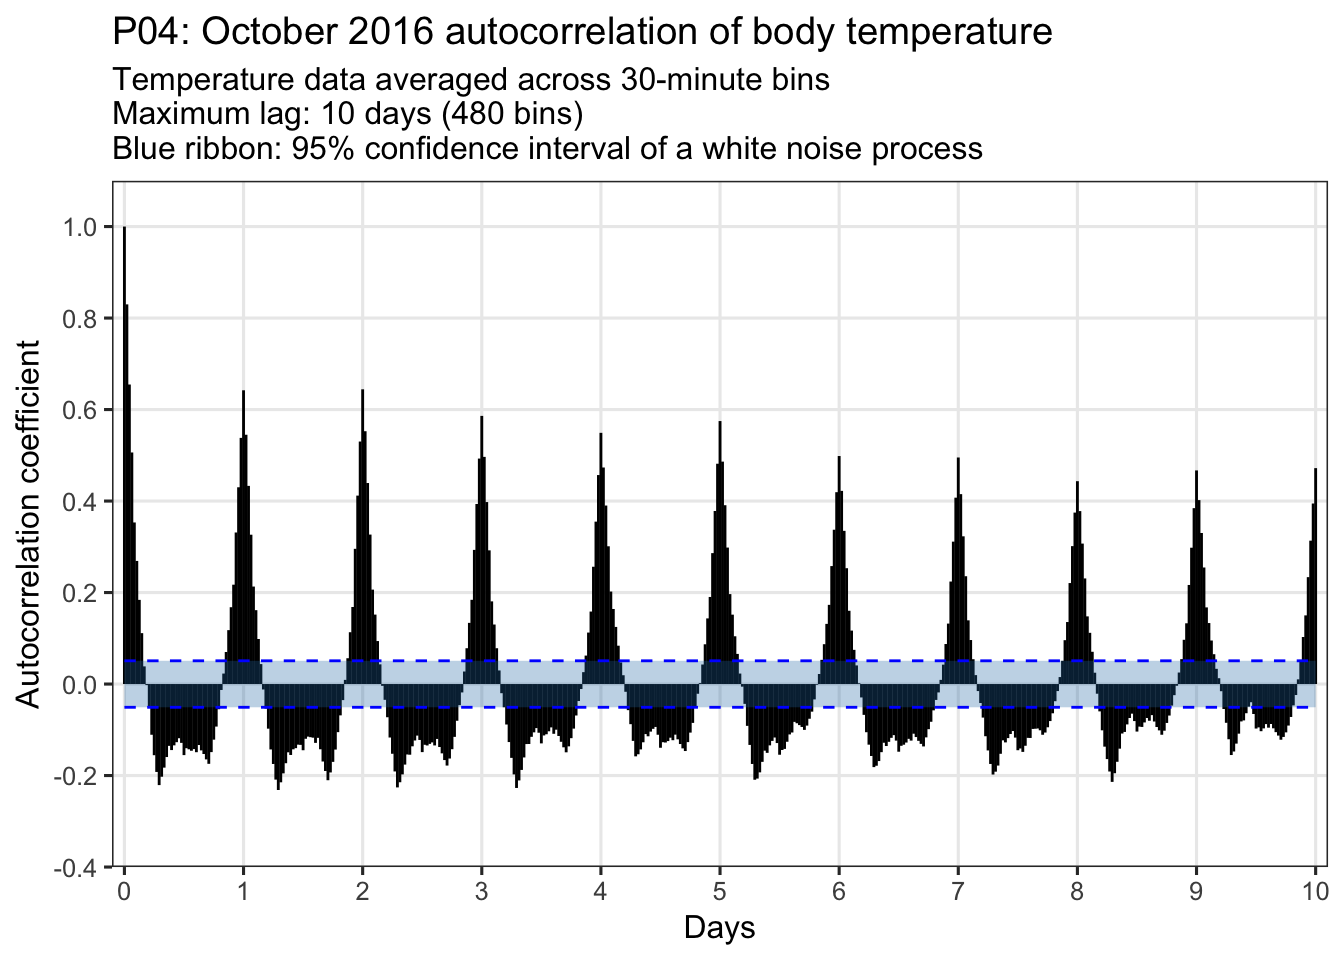 P04: October 2016 autocorrelation of body temperature
Temperature data averaged across 30-minute bins
Maximum lag: 10 days (480 bins)
Blue ribbon: 95% confidence interval of a white noise process
1.0
0.8
0.6
0.4
0.2
0.0
-0.2
-0.4
Autocorrelation coefficient
0 1 2 3 4 5 6 7 8 9 10
Days